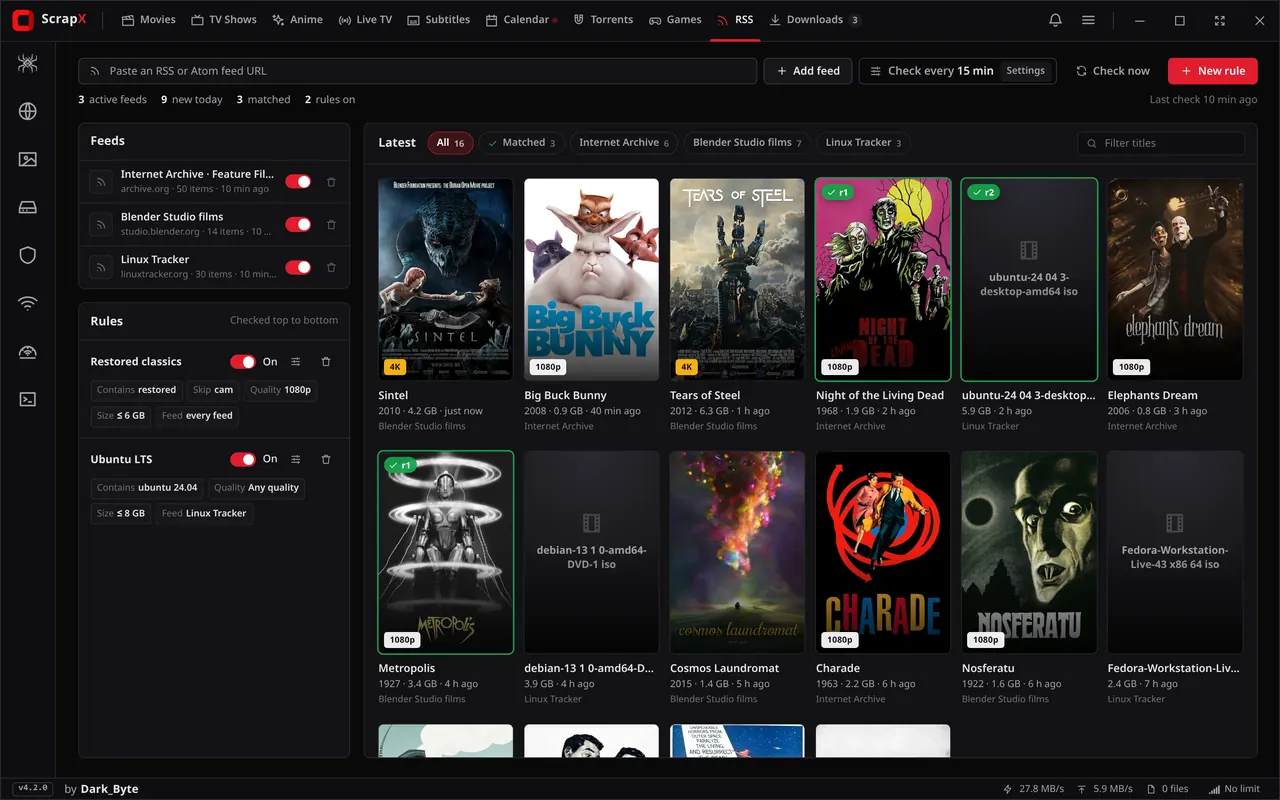 ScrapX
Movies
TV Shows
Anime
Live TV
Subtitles
Calendar
Torrents
Games
RSS
Downloads 3
Paste an RSS or Atom feed URL
+ Add feed
Check every 15 min Settings
Check now
+ New rule
3 active feeds 9 new today 3 matched 2 rules on
Last check 10 min ago
Feeds
Internet Archive · Feature Fil...
archive.org · 50 items · 10 min ago
Blender Studio films
studio.blender.org · 14 items · 10 ...
Linux Tracker
linuxtracker.org · 30 items · 10 min...
Rules
Checked top to bottom
Restored classics
On
Contains restored
Skip cam
Quality 1080p
Size ≤ 6 GB
Feed every feed
Ubuntu LTS
On
Contains ubuntu 24.04
Quality Any quality
Size ≤ 8 GB
Feed Linux Tracker
Latest
All 16
Matched 3
Internet Archive 6
Blender Studio films 7
Linux Tracker 3
Filter titles
BLENDER FOUNDATION PRESENTS THE DURIAN OPEN MOVIE PROJECT
SINTEL
4K
Sintel
2010 · 4.2 GB · just now
Blender Studio films
Big Buck
BUNNY
1080p
Big Buck Bunny
2008 · 0.9 GB · 40 min ago
Internet Archive
TEARS OF STEEL
4K
Tears of Steel
2012 · 6.3 GB · 1 h ago
Blender Studio films
r1
NIGHT
OF THE
DEAD
1080p
Night of the Living Dead
1968 · 1.9 GB · 2 h ago
Internet Archive
r2
ubuntu-24 04 3-
desktop-amd64 iso
ubuntu-24 04 3-desktop...
5.9 GB · 2 h ago
Linux Tracker
elephants dream
1080p
Elephants Dream
2006 · 0.8 GB · 3 h ago
Internet Archive
r1
METROPOLIS
1080p
Metropolis
1927 · 3.4 GB · 4 h ago
Blender Studio films
debian-13 1 0-amd64-
DVD-1 iso
debian-13 1 0-amd64-D...
3.9 GB · 4 h ago
Linux Tracker
cosmos laundromat
Cosmos Laundromat
2015 · 1.4 GB · 5 h ago
Blender Studio films
CHARADE
1080p
Charade
1963 · 2.2 GB · 6 h ago
Internet Archive
NOSFERATU
1080p
Nosferatu
1922 · 1.6 GB · 6 h ago
Blender Studio films
Fedora-Workstation-
Live-43 x86 64 iso
Fedora-Workstation-Liv...
2.4 GB · 7 h ago
Linux Tracker
HORRORS FROM
OUTER SPACE
PARALYZE
THE LIVING
AND RESURRECT
v4.2.0
by Dark_Byte
27.8 MB/s
5.9 MB/s
0 files
No limit